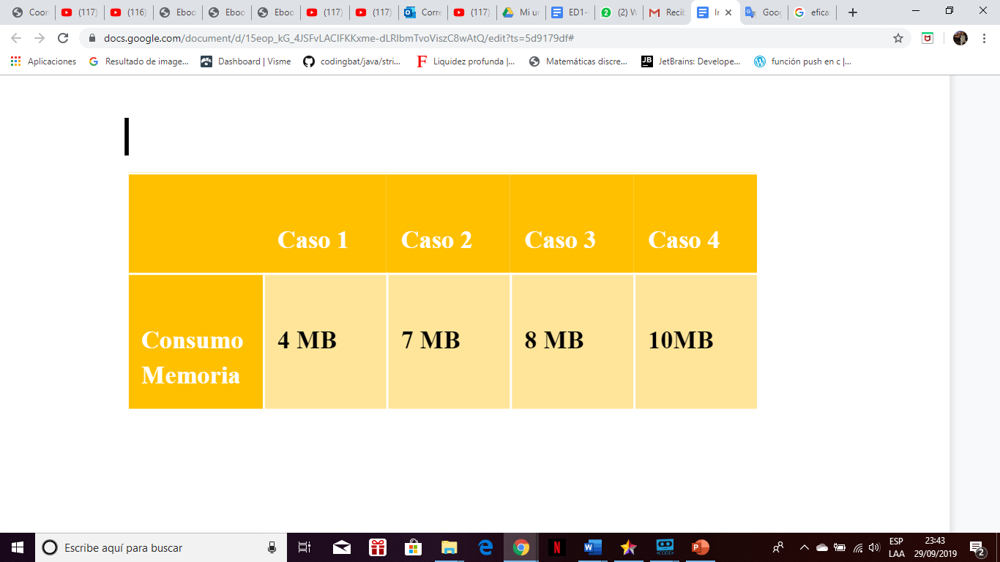 Coor (117) (116) Eboo Eboo Eboo (117) (117) Corre (117) Mi u ED1- (2) W Recib In Goog efica
docs.google.com/document/d/15eop_kG_4JSFvLACIFKKxme-dLRIbmTvoViszC8wAtQ/edit?ts=5d9179df#
Aplicaciones Resultado de image... Dashboard | Visme codingbat/java/stri... Liquidez profunda |... Matemáticas discre... JetBrains: Develope... función push en c |...
Caso 1 Caso 2 Caso 3 Caso 4
Consumo 4 MB 7 MB 8 MB 10MB
Memoria
Escribe aquí para buscar
ESP 23:43
LAA 29/09/2019 2